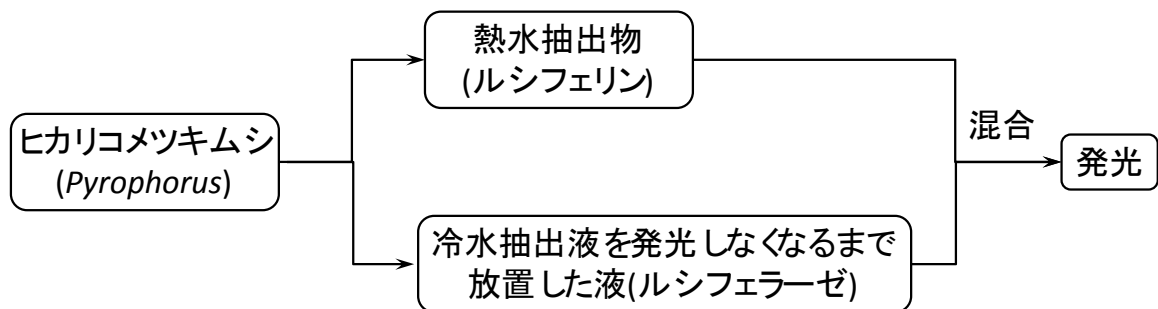 ヒカリコメツキムシ
(Pyrophorus)
熱水抽出物
(ルシフェリン)
冷水抽出液を発光しなくなるまで
放置した液(ルシフェラーゼ)
混合
発光